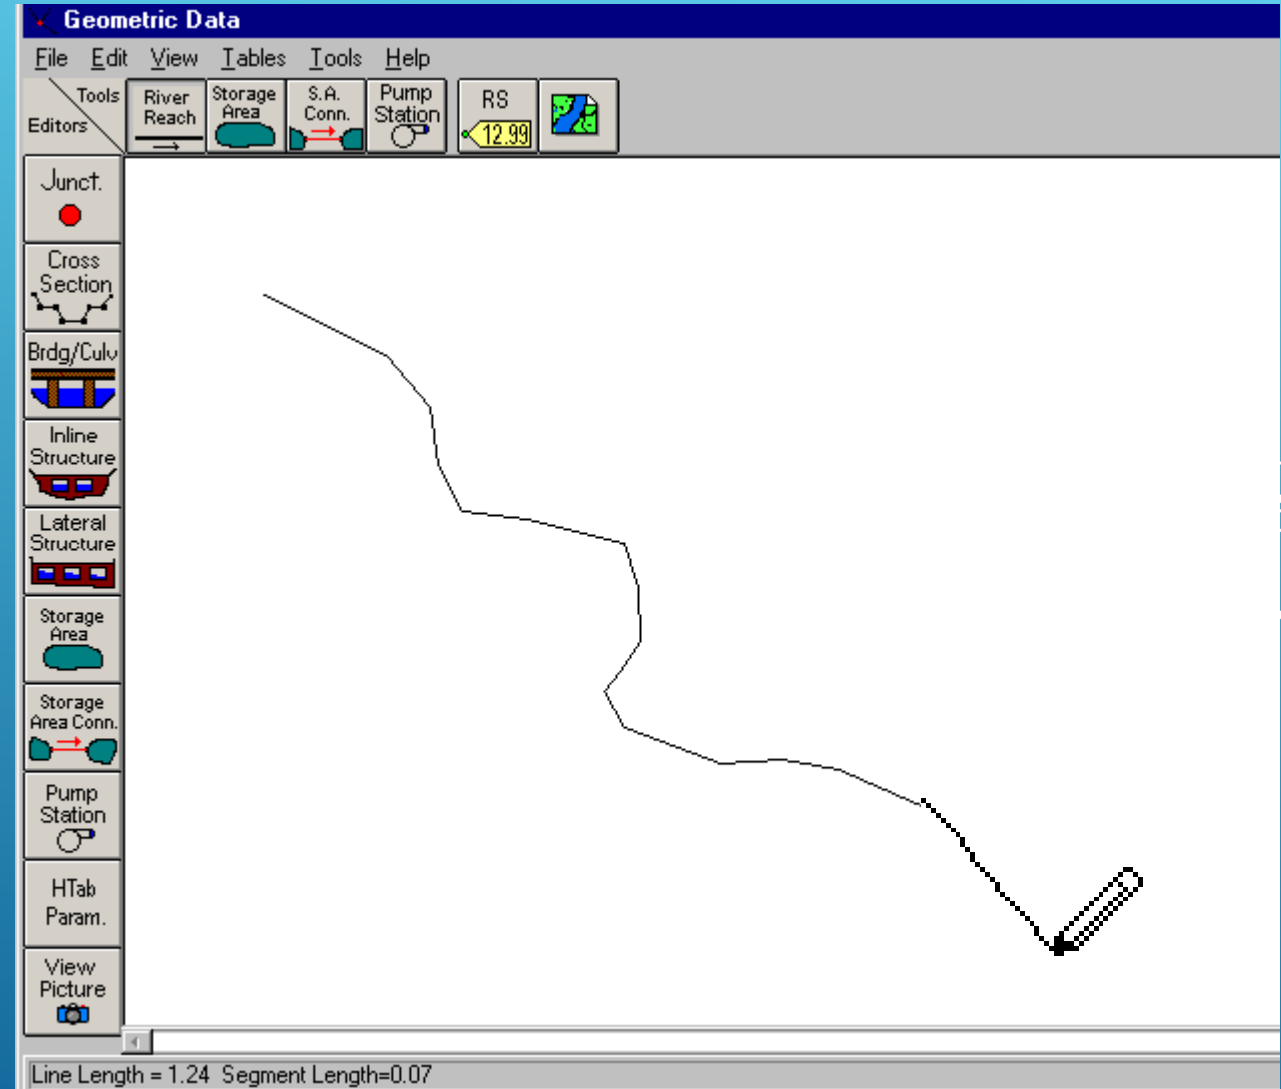 Geometric Data
File Edit View Tables Tools Help
Tools
Editors
River
Reach
Storage
Area
S.A.
Conn.
Pump
Station
RS
12.99
Junct.
Cross
Section
Brdg/Culv
Inline
Structure
Lateral
Structure
Storage
Area
Storage
Area Conn.
Pump
Station
HTab
Param.
View
Picture
Line Length = 1.24 Segment Length=0.07